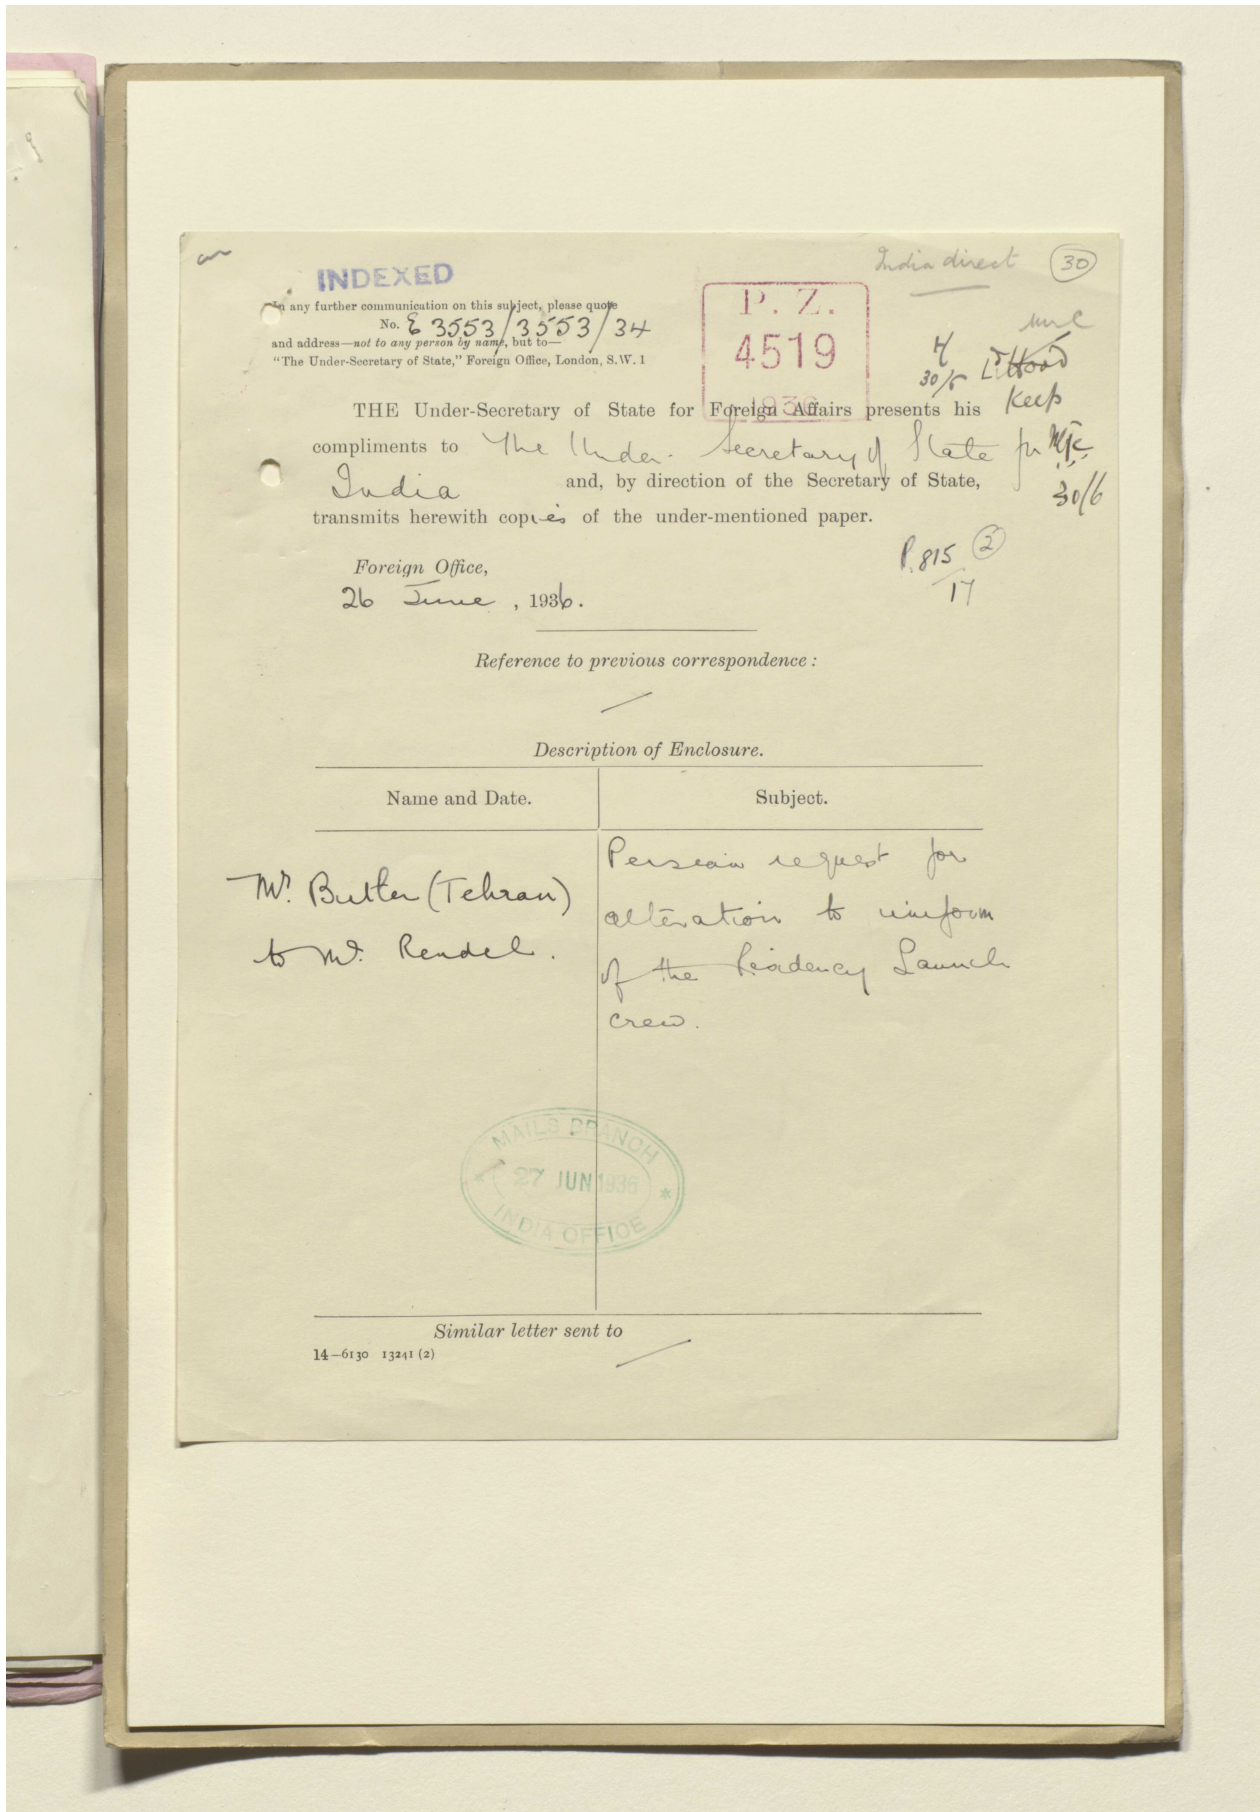 India direct
30
INDEXED
In any further communication on this subject, please quote
No. E 3553/3553/34
and address—not to any person by name, but to—
"The Under-Secretary of State," Foreign Office, London, S.W. 1
P. Z.
4519
1936
30/6
Keep
30/6
THE Under-Secretary of State for Foreign Affairs presents his
compliments to The Under-Secretary of State for
India and, by direction of the Secretary of State,
transmits herewith copies of the under-mentioned paper.
P. 815 2
17
Foreign Office,
26 June, 1936.
Reference to previous correspondence:
Description of Enclosure.
Name and Date. Subject.
Mr. Butler (Tehran)
to Mr. Rendel.
Persian request for
alteration to uniform
of the Residency Launch
crew.
MAILS BRANCH
27 JUN 1936
INDIA OFFICE
Similar letter sent to
14—6130 13241 (2)